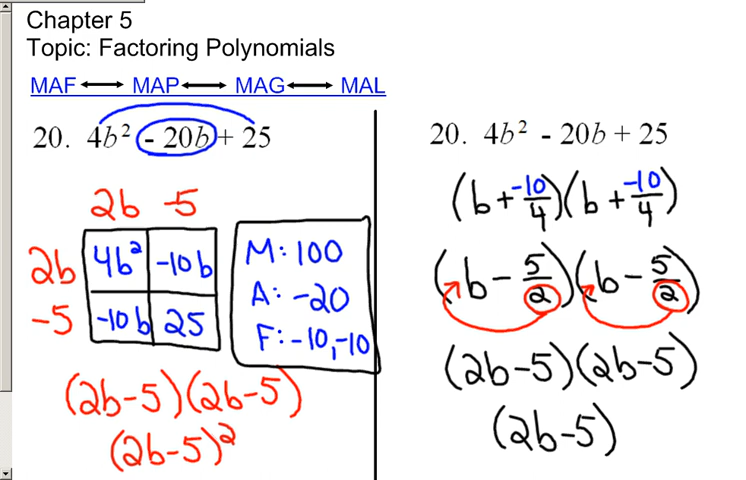 Chapter 5
Topic: Factoring Polynomials
MAF ⟷ MAP ⟷ MAG ⟷ MAL
20. 4b² - 20b + 25
2b -5
2b 4b² -10b
-5 -10b 25
M: 100
A: -20
F: -10, -10
(2b-5)(2b-5)
(2b-5)²
20. 4b² - 20b + 25
(b + -10/4)(b + -10/4)
(b - 5/2)(b - 5/2)
(2b-5)(2b-5)
(2b-5)